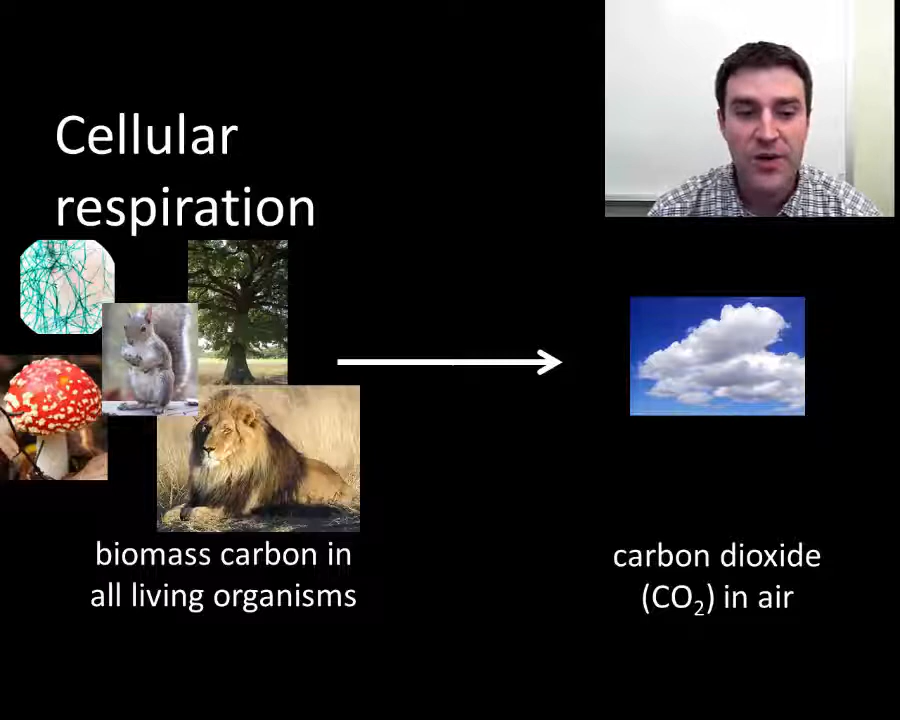 Cellular
respiration
biomass carbon in
all living organisms
carbon dioxide
(CO₂) in air